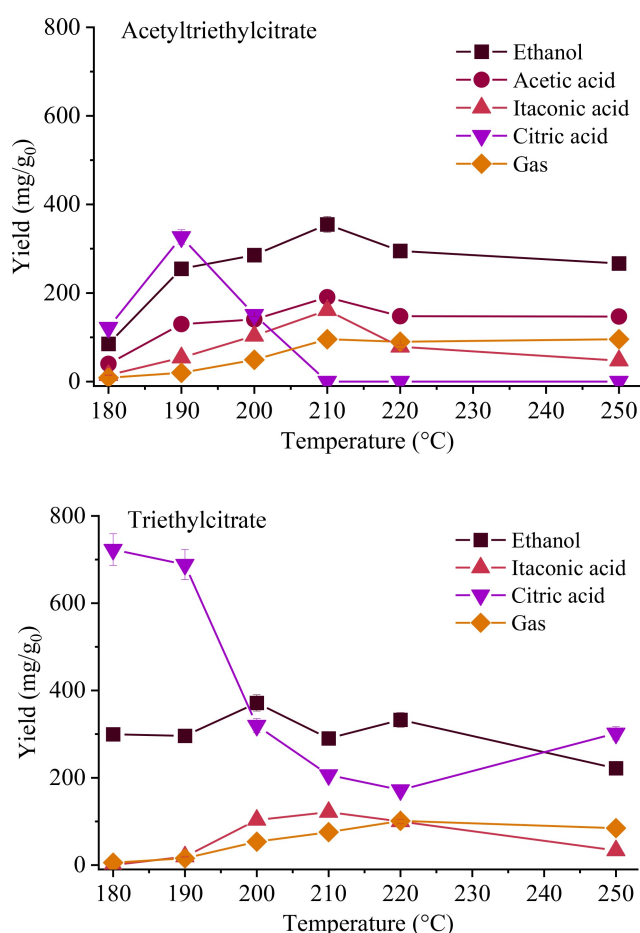 Acetyltriethylcitrate
Ethanol
Acetic acid
Itaconic acid
Citric acid
Gas
Yield (mg/g₀)
800
600
400
200
0
180 190 200 210 220 230 240 250
Temperature (°C)
Triethylcitrate
Ethanol
Itaconic acid
Citric acid
Gas
Yield (mg/g₀)
800
600
400
200
0
180 190 200 210 220 230 240 250
Temperature (°C)